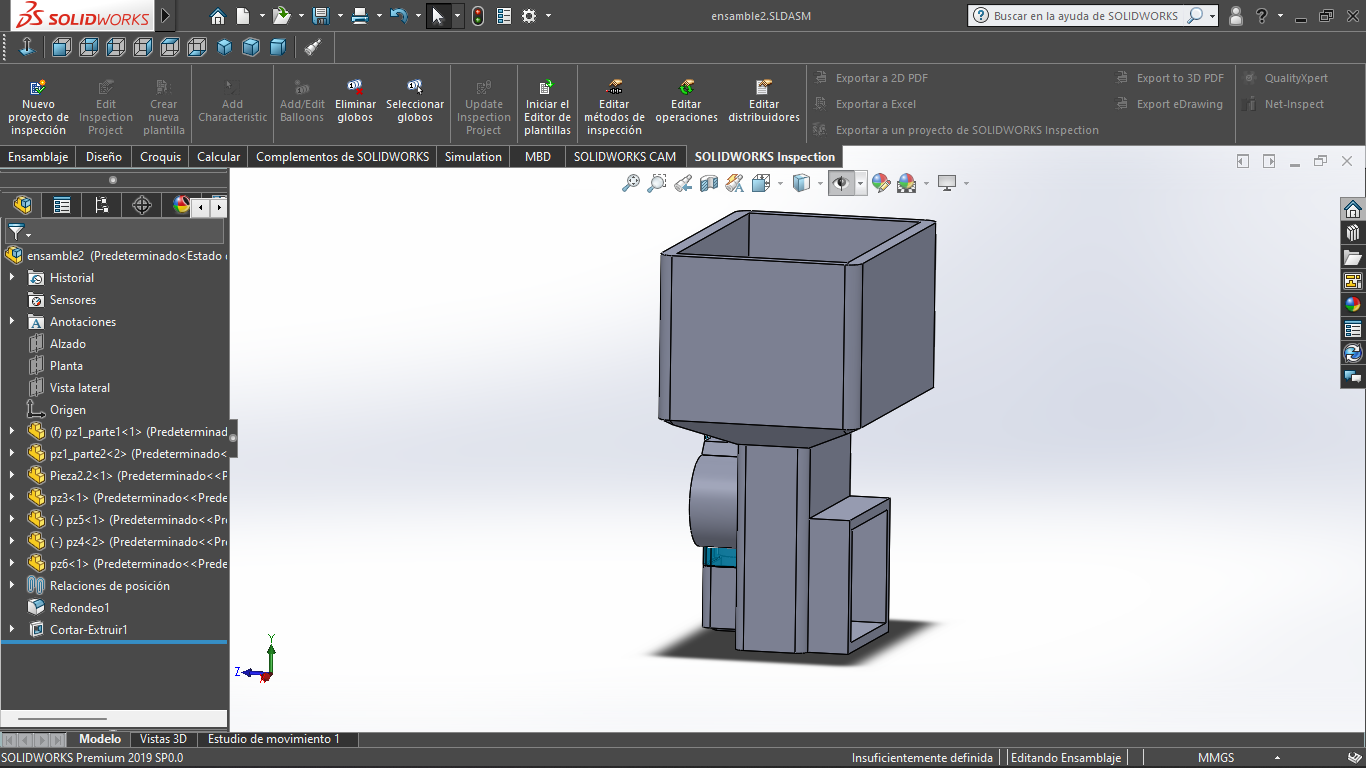 SOLIDWORKS
ensamble2.SLDASM
Buscar en la ayuda de SOLIDWORKS
Nuevo proyecto de inspección
Edit Inspection Project
Crear nueva plantilla
Add Characteristic
Add/Edit Balloons
Eliminar globos
Seleccionar globos
Update Inspection Project
Iniciar el Editor de plantillas
Editar métodos de inspección
Editar operaciones
Editar distribuidores
Exportar a 2D PDF
Exportar a Excel
Exportar a un proyecto de SOLIDWORKS Inspection
Export to 3D PDF
Export eDrawing
QualityXpert
Net-Inspect
Ensamblaje
Diseño
Croquis
Calcular
Complementos de SOLIDWORKS
Simulation
MBD
SOLIDWORKS CAM
SOLIDWORKS Inspection
ensamble2 (Predeterminado<Estado
Historial
Sensores
Anotaciones
Alzado
Planta
Vista lateral
Origen
(f) pz1_parte1<1> (Predeterminad
pz1_parte2<2> (Predeterminado<
Pieza2.2<1> (Predeterminado<<P
pz3<1> (Predeterminado<<Prede
(-) pz5<1> (Predeterminado<<Pr
(-) pz4<2> (Predeterminado<<Pr
pz6<1> (Predeterminado<<Prede
Relaciones de posición
Redondeo1
Cortar-Extruir1
Y
Z
Modelo
Vistas 3D
Estudio de movimiento 1
SOLIDWORKS Premium 2019 SP0.0
Insuficientemente definida
Editando Ensamblaje
MMGS